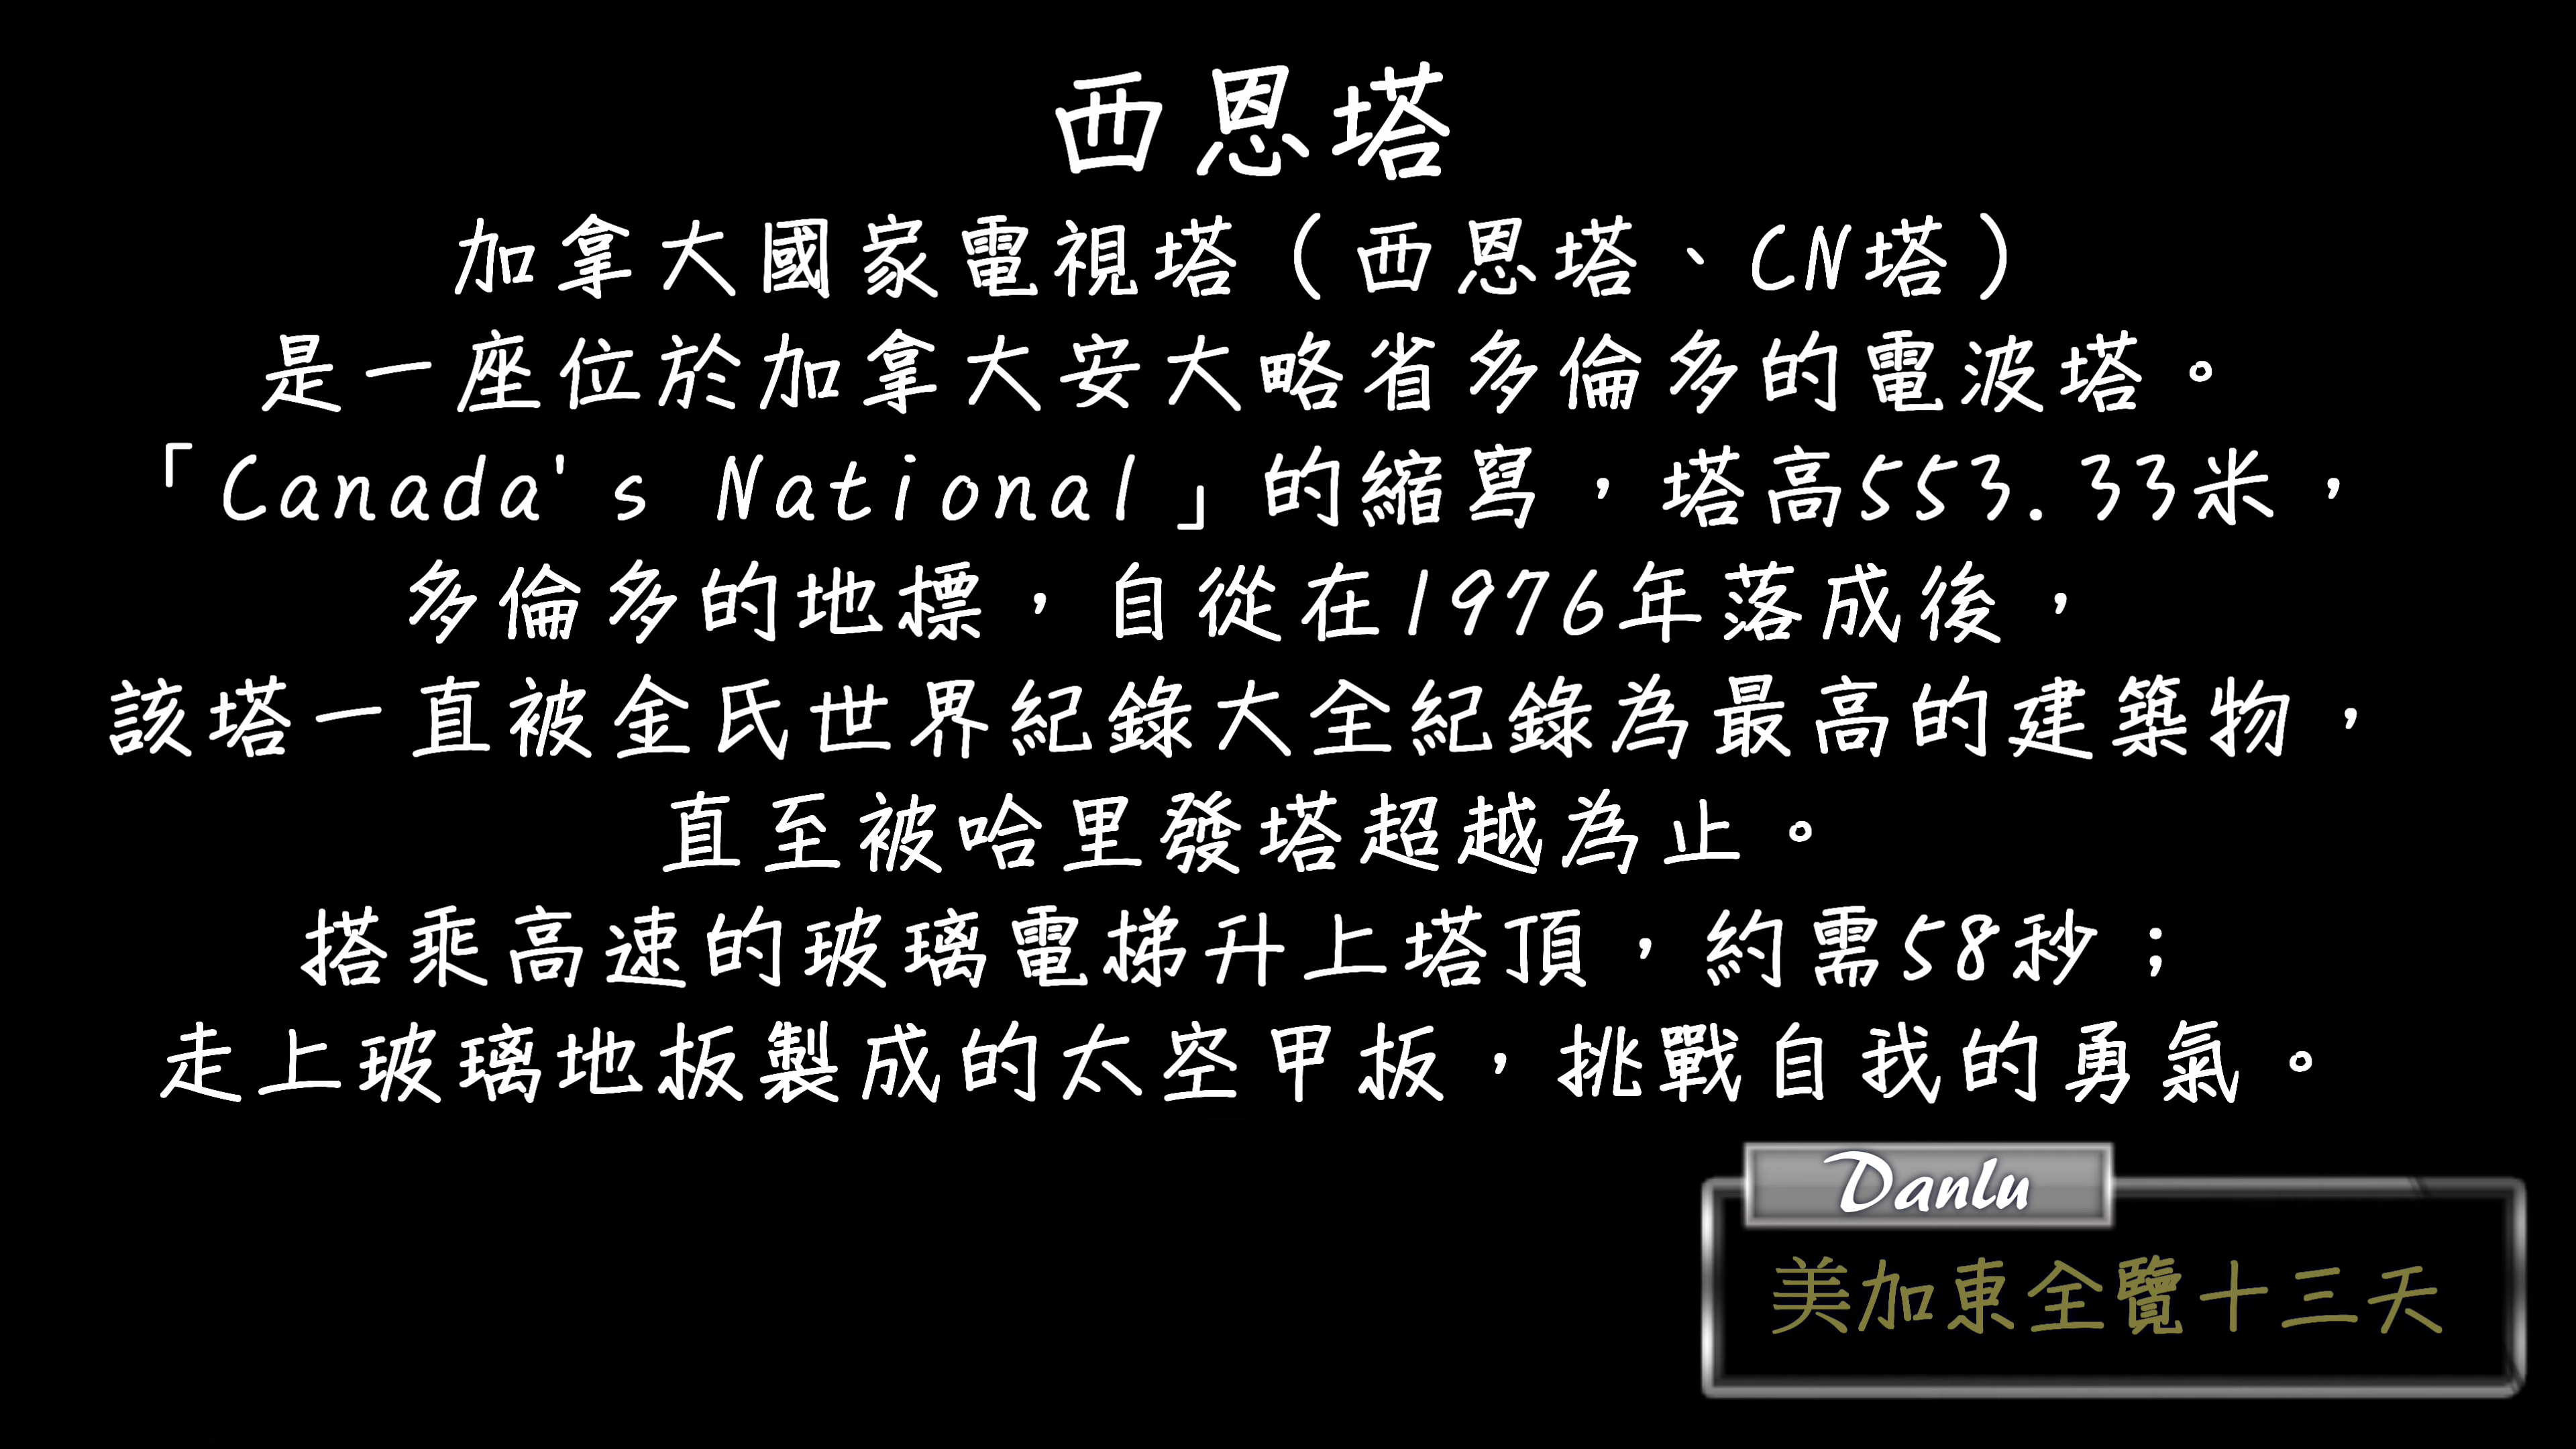 西恩塔
加拿大國家電視塔（西恩塔、CN塔）
是一座位於加拿大安大略省多倫多的電波塔。
「Canada's National」的縮寫，塔高553.33米，
多倫多的地標，自從在1976年落成後，
該塔一直被金氏世界紀錄大全紀錄為最高的建築物，
直至被哈里發塔超越為止。
搭乘高速的玻璃電梯升上塔頂，約需58秒；
走上玻璃地板製成的太空甲板，挑戰自我的勇氣。
Danlu
美加東全覽十三天